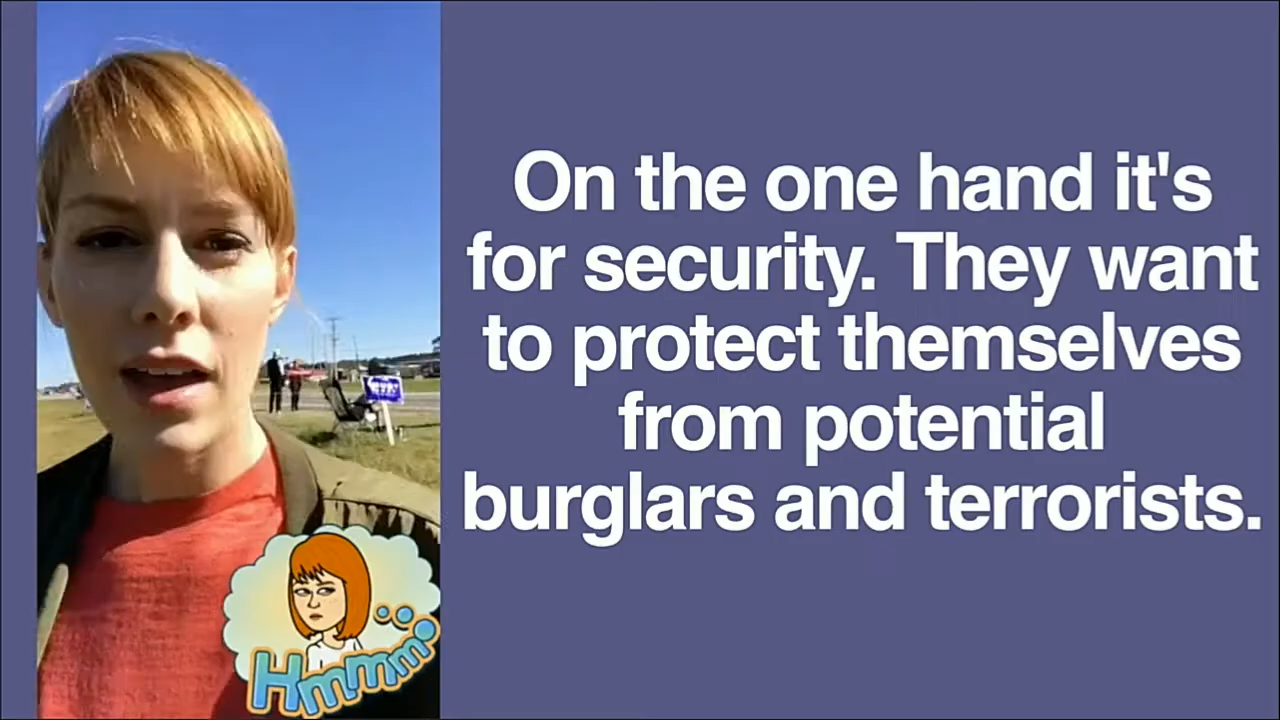 On the one hand it's
for security. They want
to protect themselves
from potential
burglars and terrorists.
Hmmm